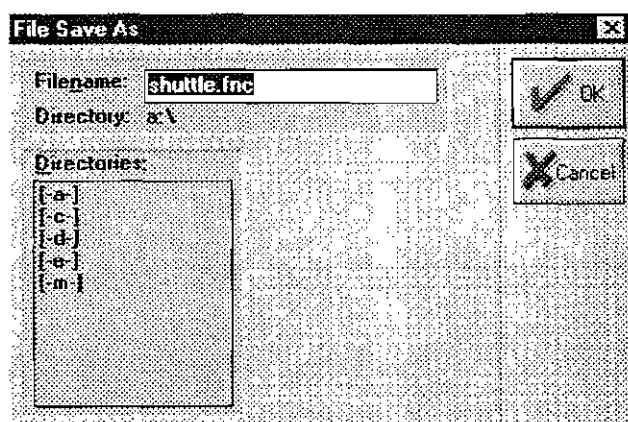 File Save As
Filename: shuttle.fnc
Directory: a:\
Directories:
[-a-]
[-c-]
[-d-]
[-e-]
[-m-]
OK
Cancel